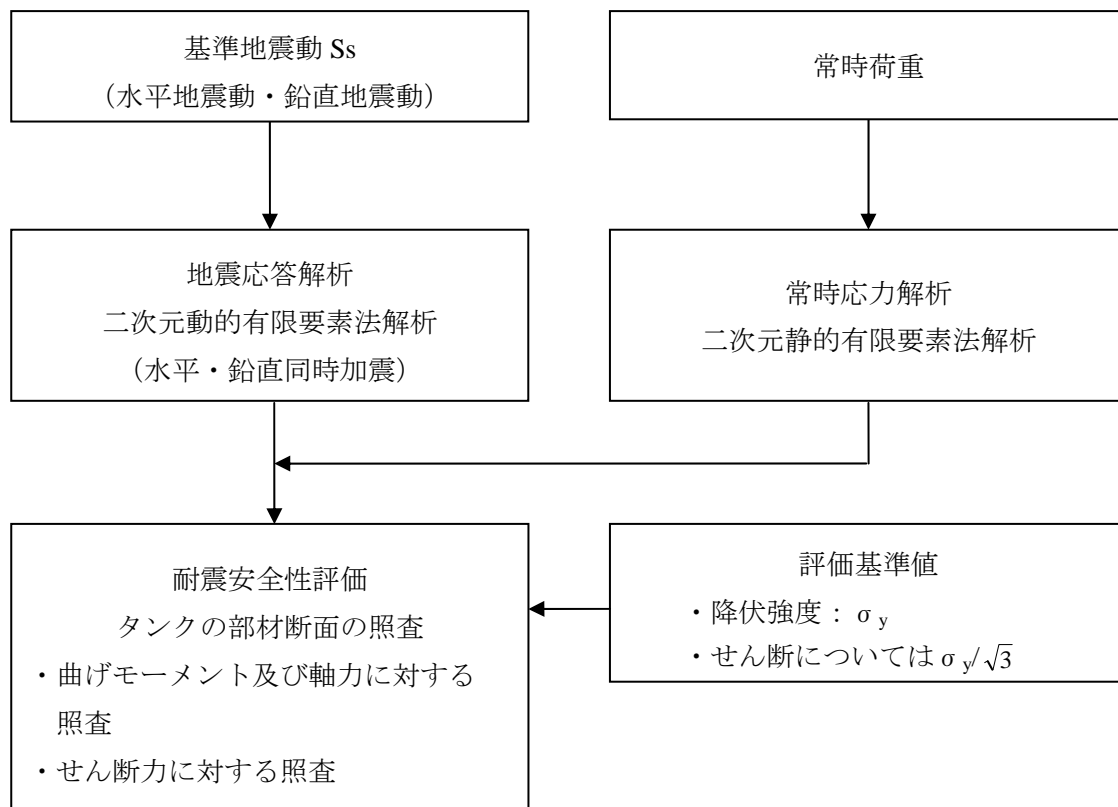 基準地震動 Ss
（水平地震動・鉛直地震動）
常時荷重
地震応答解析
二次元動的有限要素法解析
（水平・鉛直同時加震）
常時応力解析
二次元静的有限要素法解析
耐震安全性評価
タンクの部材断面の照査
・曲げモーメント及び軸力に対する
照査
・せん断力に対する照査
評価基準値
・降伏強度：σy
・せん断についてはσy/√3